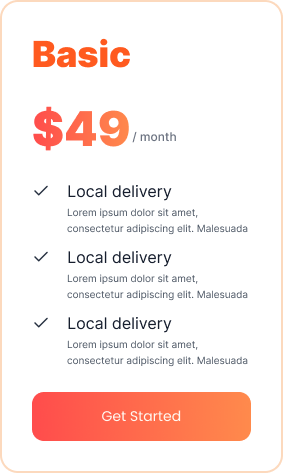 Basic
$49 / month
Local delivery
Lorem ipsum dolor sit amet,
consectetur adipiscing elit. Malesuada
Local delivery
Lorem ipsum dolor sit amet,
consectetur adipiscing elit. Malesuada
Local delivery
Lorem ipsum dolor sit amet,
consectetur adipiscing elit. Malesuada
Get Started